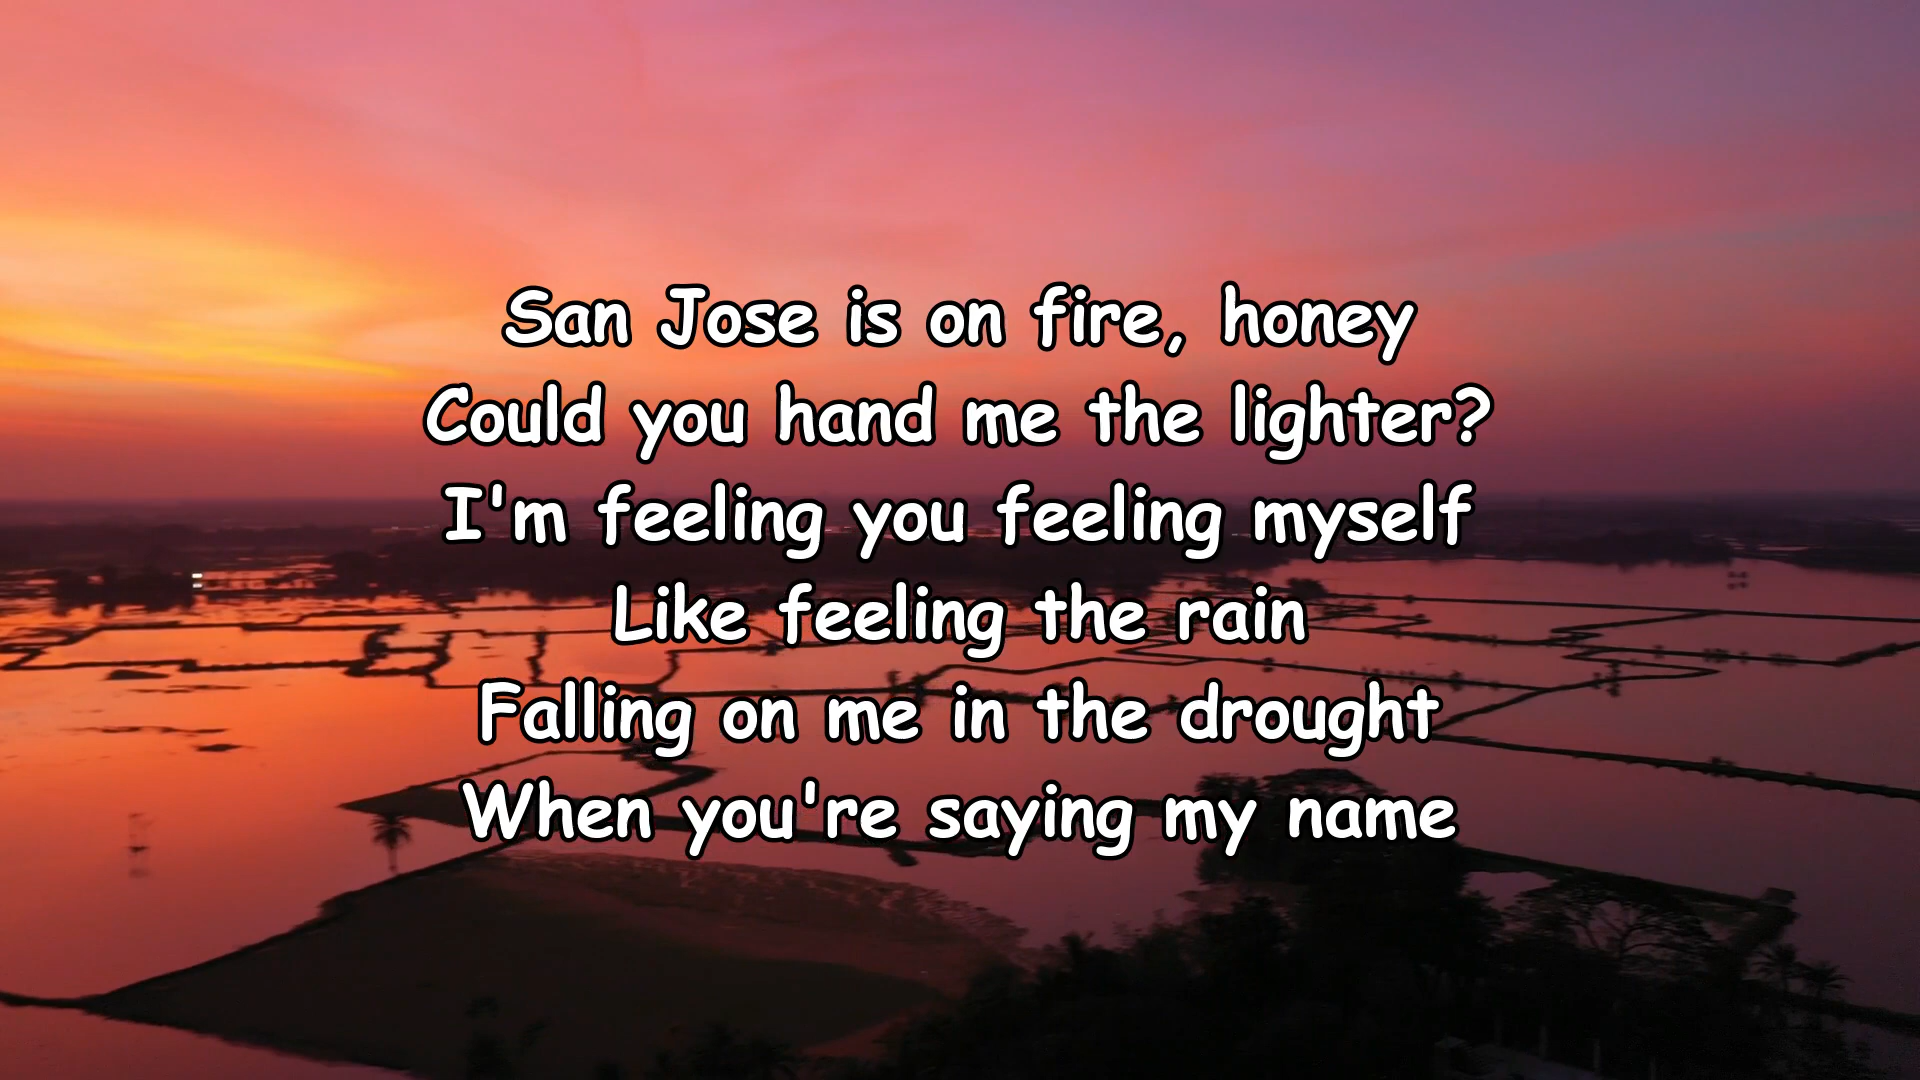 San Jose is on fire, honey
Could you hand me the lighter?
I'm feeling you feeling myself
Like feeling the rain
Falling on me in the drought
When you're saying my name